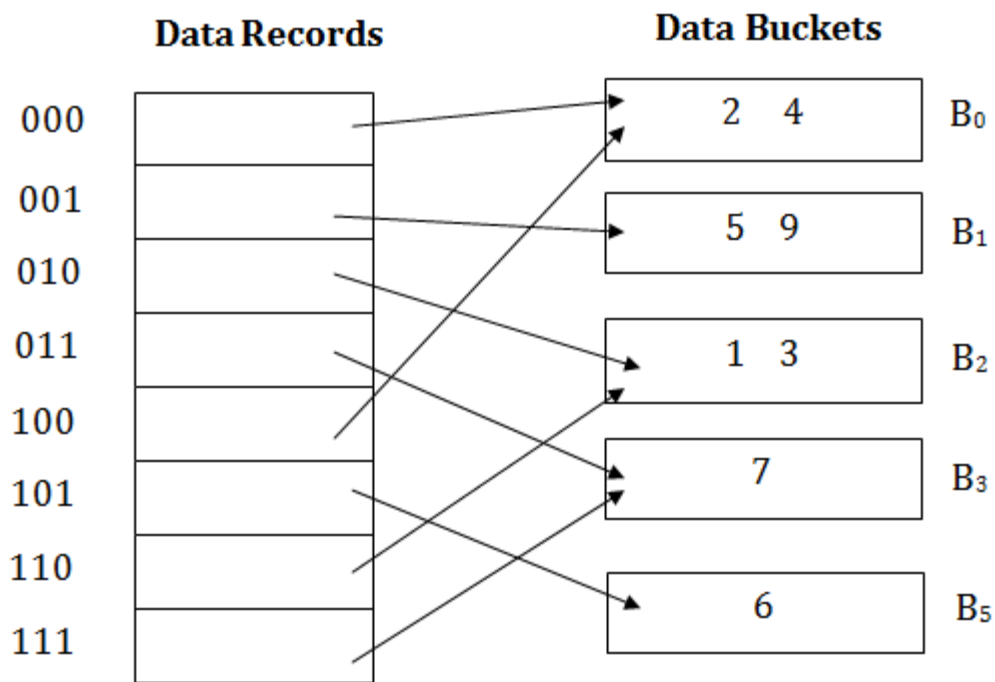 Data Records Data Buckets
000 2 4 B₀
001 5 9 B₁
010
011 1 3 B₂
100
101 7 B₃
110 6 B₅
111